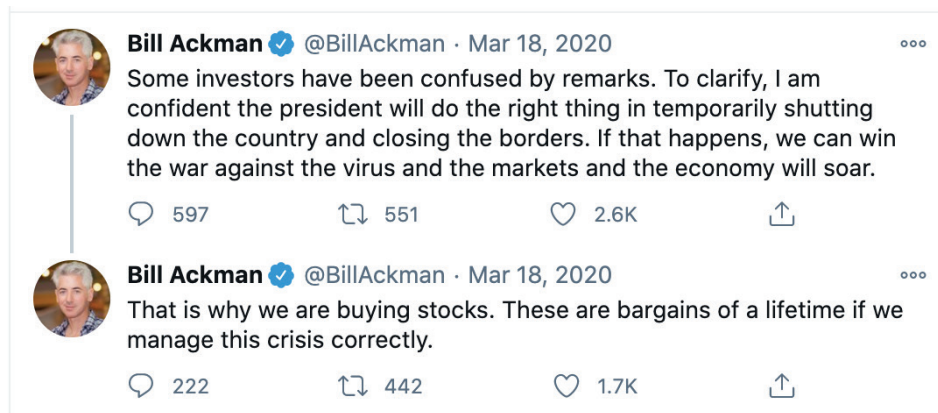 Bill Ackman @BillAckman · Mar 18, 2020
Some investors have been confused by remarks. To clarify, I am
confident the president will do the right thing in temporarily shutting
down the country and closing the borders. If that happens, we can win
the war against the virus and the markets and the economy will soar.
597 551 2.6K
Bill Ackman @BillAckman · Mar 18, 2020
That is why we are buying stocks. These are bargains of a lifetime if we
manage this crisis correctly.
222 442 1.7K